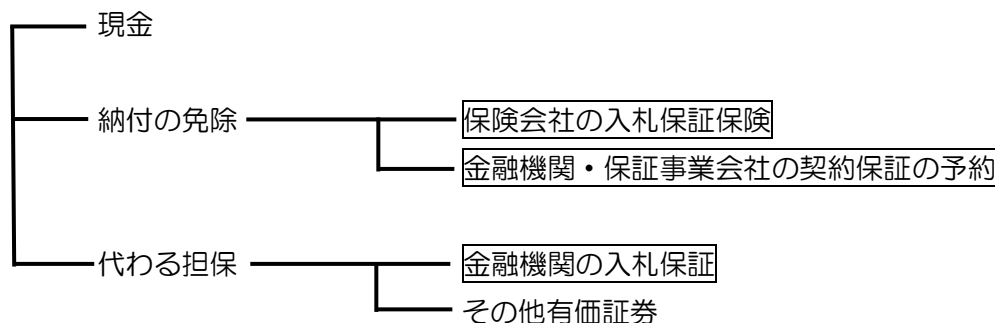 現金
納付の免除
保険会社の入札保証保険
金融機関・保証事業会社の契約保証の予約
代わる担保
金融機関の入札保証
その他有価証券